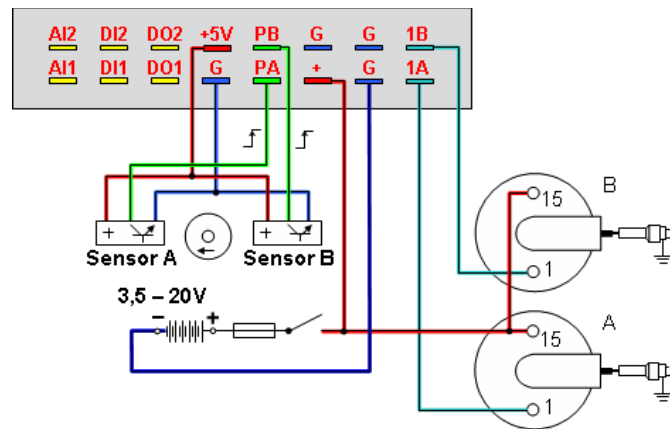 AI2 DI2 DO2 +5V PB G G 1B
AI1 DI1 DO1 G PA + G 1A
B
15
+ +
Sensor A Sensor B
1
3,5 – 20V
– +
A
15
1